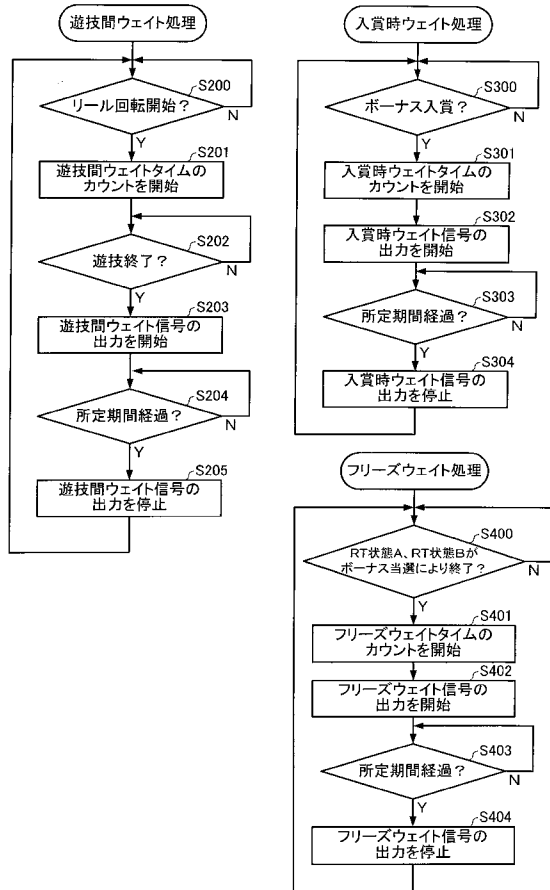 遊技間ウェイト処理
S200
リール回転開始？
N
Y
S201
遊技間ウェイトタイムの
カウントを開始
S202
遊技終了？
N
Y
S203
遊技間ウェイト信号の
出力を開始
S204
所定期間経過？
N
Y
S205
遊技間ウェイト信号の
出力を停止
入賞時ウェイト処理
S300
ボーナス入賞？
N
Y
S301
入賞時ウェイトタイムの
カウントを開始
S302
入賞時ウェイト信号の
出力を開始
S303
所定期間経過？
N
Y
S304
入賞時ウェイト信号の
出力を停止
フリーズウェイト処理
S400
RT状態A、RT状態Bが
ボーナス当選により終了？
N
Y
S401
フリーズウェイトタイムの
カウントを開始
S402
フリーズウェイト信号の
出力を開始
S403
所定期間経過？
N
Y
S404
フリーズウェイト信号の
出力を停止